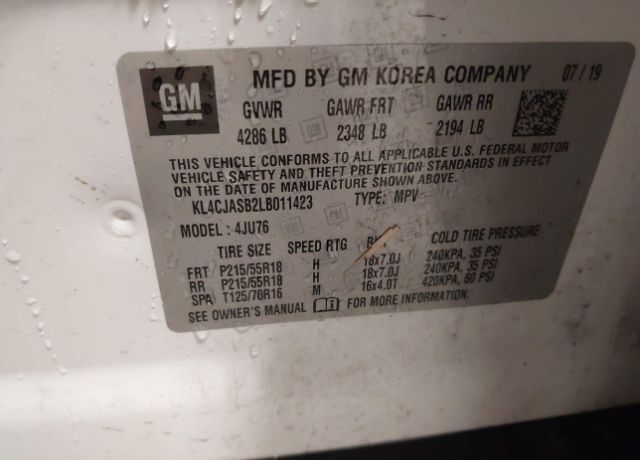 GM MFD BY GM KOREA COMPANY 07/19
GVWR GAWR FRT GAWR RR
4286 LB 2348 LB 2194 LB
THIS VEHICLE CONFORMS TO ALL APPLICABLE U.S. FEDERAL MOTOR
VEHICLE SAFETY AND THEFT PREVENTION STANDARDS IN EFFECT
ON THE DATE OF MANUFACTURE SHOWN ABOVE.
KL4CJASB2LB011423 TYPE: MPV
MODEL: 4JU76
TIRE SIZE SPEED RTG COLD TIRE PRESSURE
FRT P215/55R18 H 18x7.0J 240KPA, 35 PSI
RR P215/55R18 H 18x7.0J 240KPA, 35 PSI
SPA T125/70R16 M 16x4.0T 420KPA, 60 PSI
SEE OWNER'S MANUAL FOR MORE INFORMATION.